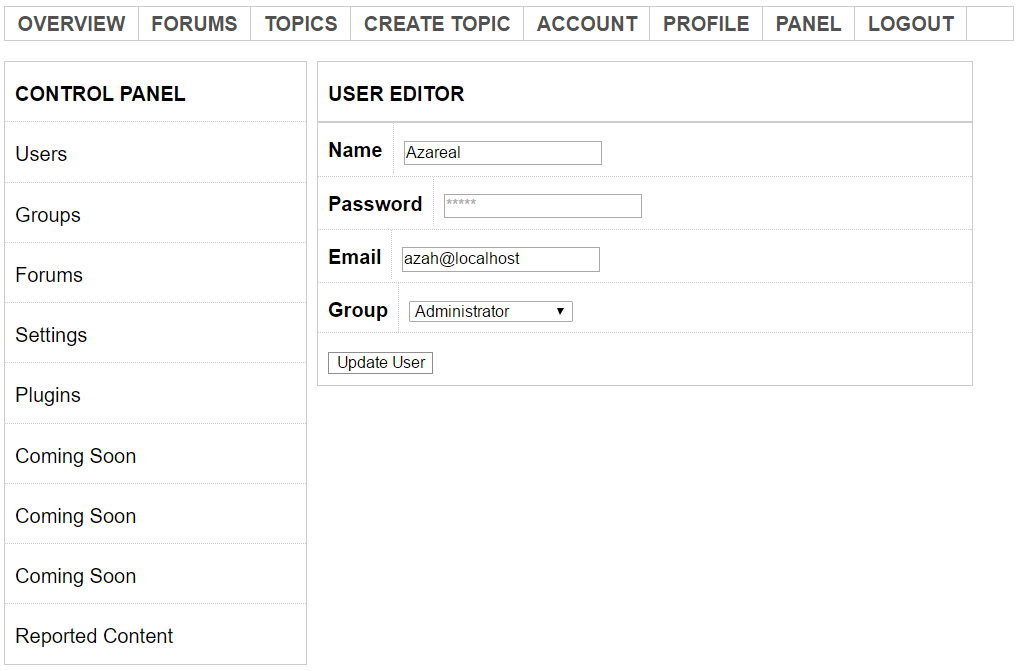 OVERVIEW FORUMS TOPICS CREATE TOPIC ACCOUNT PROFILE PANEL LOGOUT
CONTROL PANEL
Users
Groups
Forums
Settings
Plugins
Coming Soon
Coming Soon
Coming Soon
Reported Content
USER EDITOR
Name Azareal
Password *****
Email azah@localhost
Group Administrator
Update User